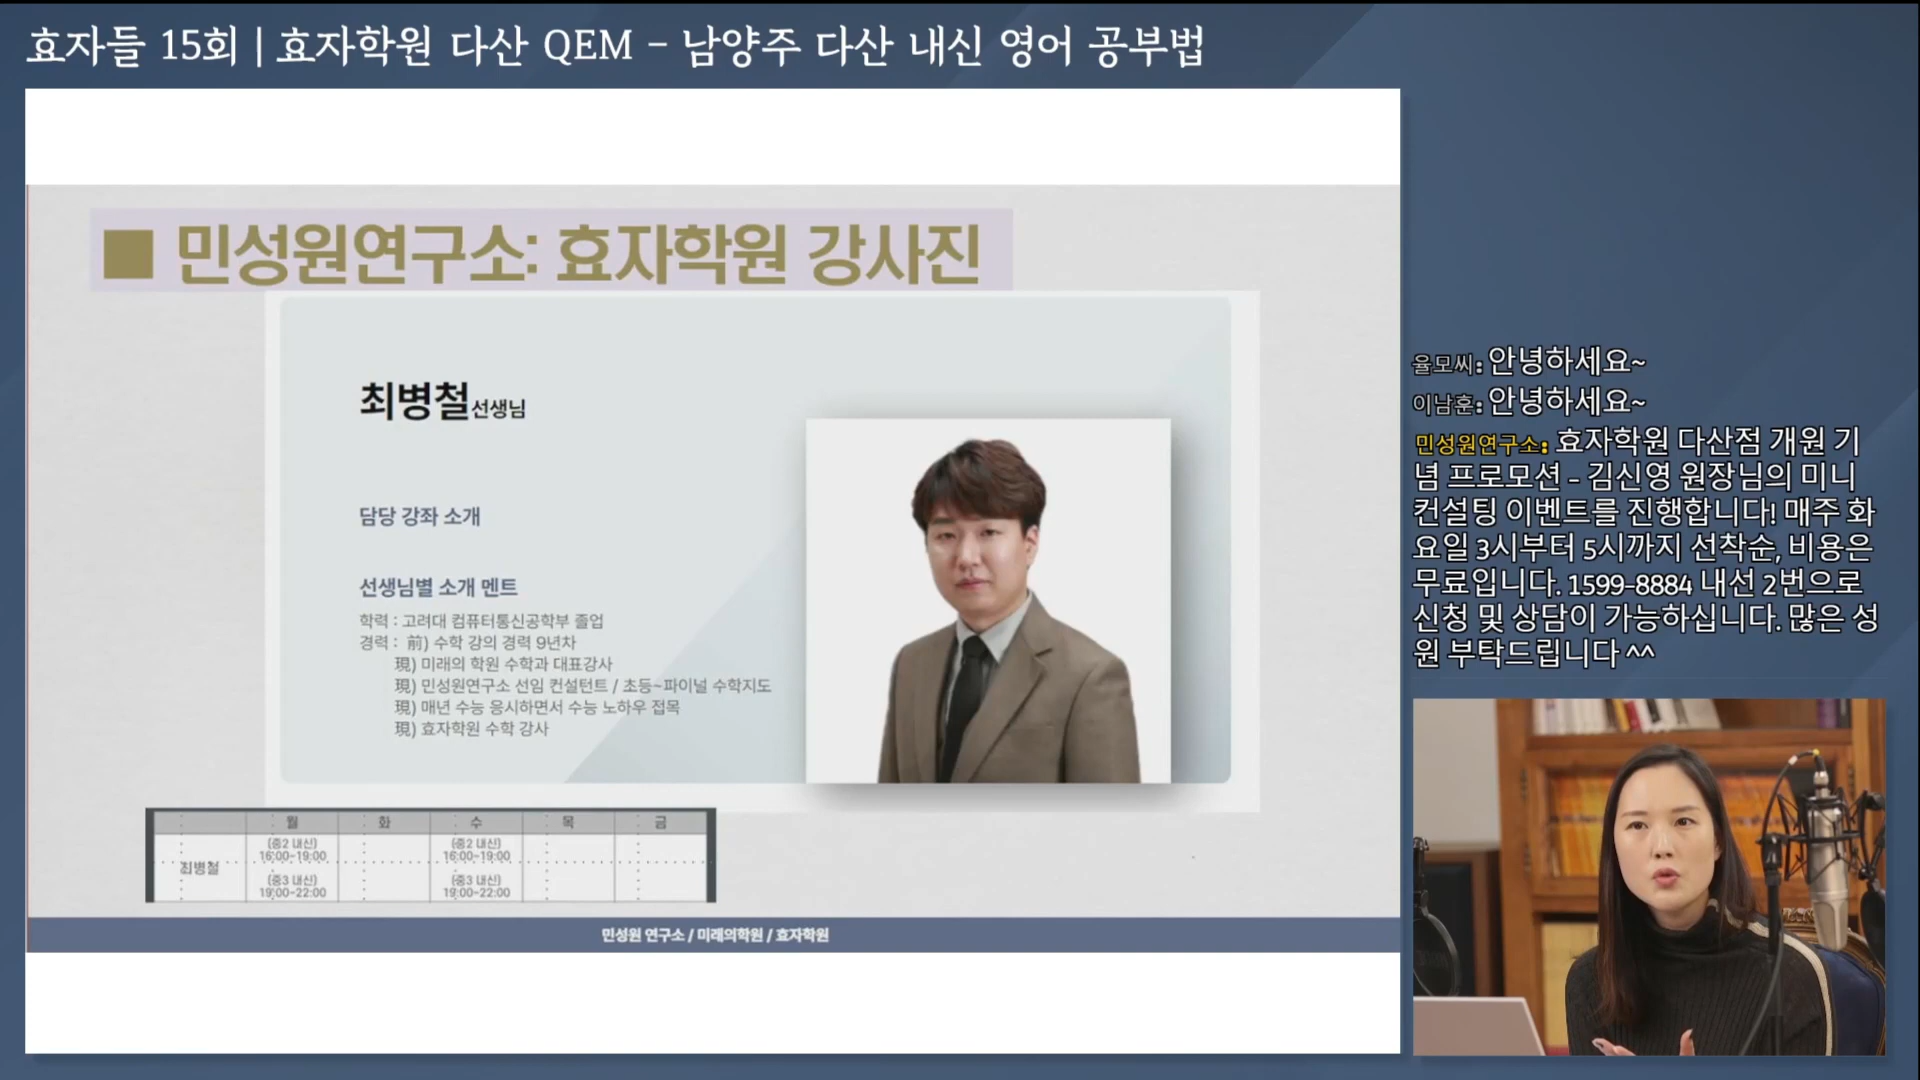 효자들 15회 | 효자학원 다산 QEM - 남양주 다산 내신 영어 공부법
■ 민성원연구소: 효자학원 강사진
최병철선생님
담당 강좌 소개
선생님별 소개 멘트
학력 : 고려대 컴퓨터통신공학부 졸업
경력 : 前) 수학 강의 경력 9년차
現) 미래의 학원 수학과 대표강사
現) 민성원연구소 선임 컨설턴트 / 초등~파이널 수학지도
現) 매년 수능 응시하면서 수능 노하우 접목
現) 효자학원 수학 강사
월 화 수 목 금
최병철
(중2 내신) (중2 내신)
16:00~19:00 16:00~19:00
(중3 내신) (중3 내신)
19:00~22:00 19:00~22:00
민성원 연구소 / 미래의학원 / 효자학원
율모씨: 안녕하세요~
이남훈: 안녕하세요~
민성원연구소: 효자학원 다산점 개원 기
념 프로모션 - 김신영 원장님의 미니
컨설팅 이벤트를 진행합니다! 매주 화
요일 3시부터 5시까지 선착순, 비용은
무료입니다. 1599-8884 내선 2번으로
신청 및 상담이 가능하십니다. 많은 성
원 부탁드립니다 ^^